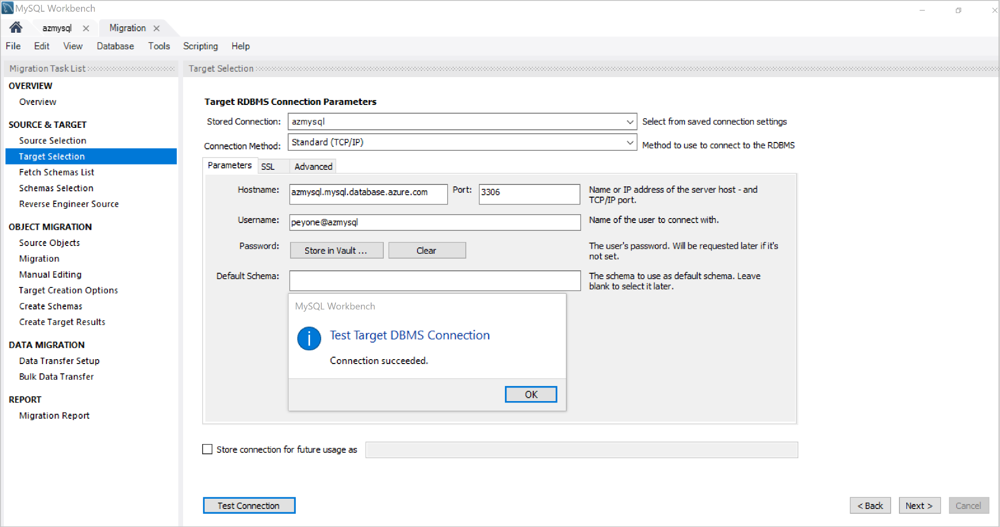 MySQL Workbench
azmysql
Migration
File Edit View Database Tools Scripting Help
Migration Task List
OVERVIEW
Overview
SOURCE & TARGET
Source Selection
Target Selection
Fetch Schemas List
Schemas Selection
Reverse Engineer Source
OBJECT MIGRATION
Source Objects
Migration
Manual Editing
Target Creation Options
Create Schemas
Create Target Results
DATA MIGRATION
Data Transfer Setup
Bulk Data Transfer
REPORT
Migration Report
Target Selection
Target RDBMS Connection Parameters
Stored Connection: azmysql Select from saved connection settings
Connection Method: Standard (TCP/IP) Method to use to connect to the RDBMS
Parameters SSL Advanced
Hostname: azmysql.mysql.database.azure.com Port: 3306 Name or IP address of the server host - and
TCP/IP port.
Username: peyone@azmysql Name of the user to connect with.
Password: Store in Vault ... Clear The user's password. Will be requested later if it's
not set.
Default Schema: The schema to use as default schema. Leave
blank to select it later.
MySQL Workbench
Test Target DBMS Connection
Connection succeeded.
OK
Store connection for future usage as
Test Connection
< Back Next > Cancel